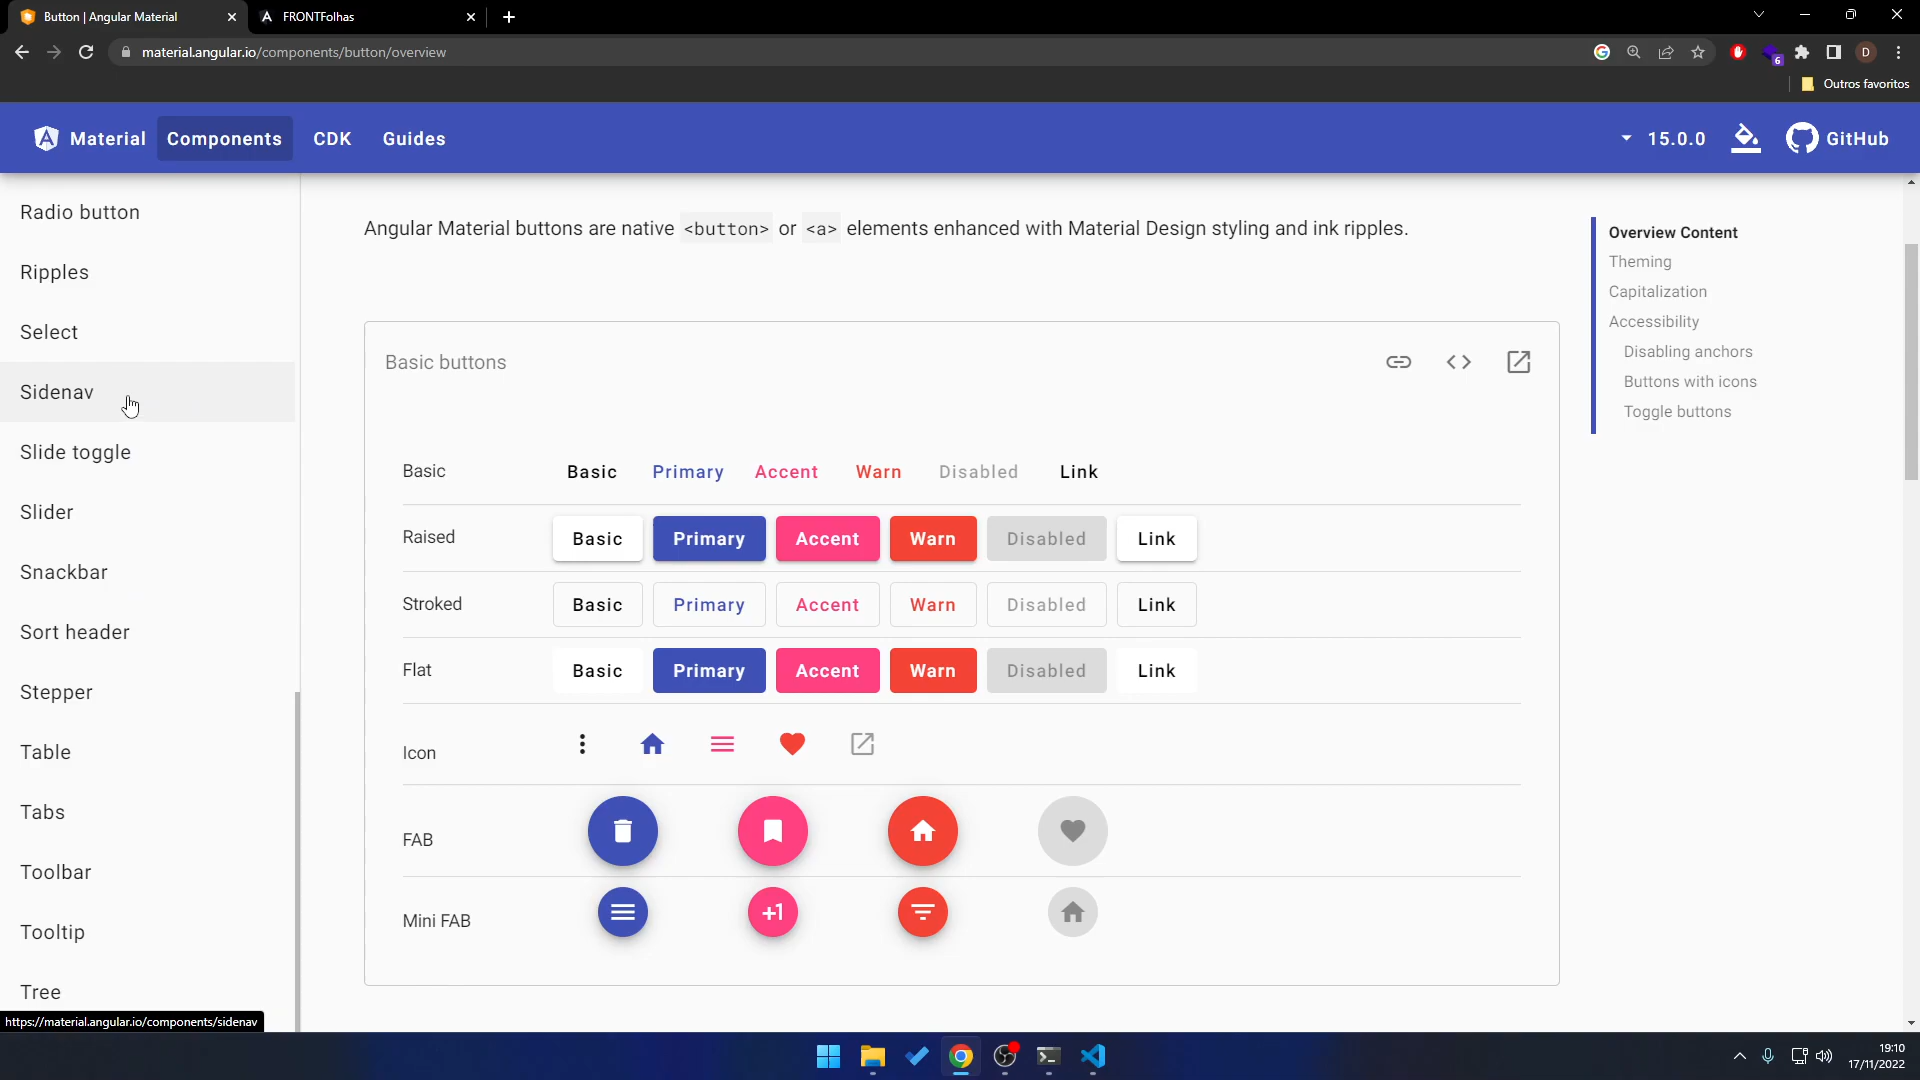 Button | Angular Material
FRONTFolhas
material.angular.io/components/button/overview
6
D
Outros favoritos
Material
Components
CDK
Guides
15.0.0
GitHub
Radio button
Ripples
Select
Sidenav
Slide toggle
Slider
Snackbar
Sort header
Stepper
Table
Tabs
Toolbar
Tooltip
Tree
https://material.angular.io/components/sidenav
Angular Material buttons are native <button> or <a> elements enhanced with Material Design styling and ink ripples.
Basic buttons
Basic Basic Primary Accent Warn Disabled Link
Raised Basic Primary Accent Warn Disabled Link
Stroked Basic Primary Accent Warn Disabled Link
Flat Basic Primary Accent Warn Disabled Link
Icon
FAB
Mini FAB +1
Overview Content
Theming
Capitalization
Accessibility
Disabling anchors
Buttons with icons
Toggle buttons
19:10
17/11/2022